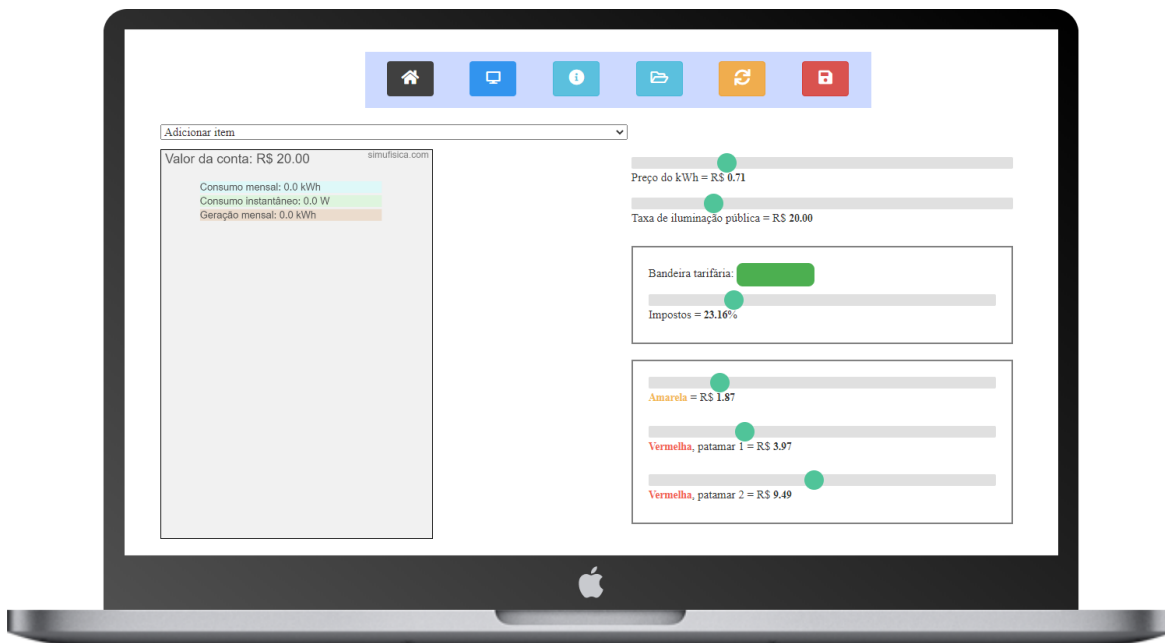 Adicionar item
Valor da conta: R$ 20.00
simufisica.com
Consumo mensal: 0.0 kWh
Consumo instantâneo: 0.0 W
Geração mensal: 0.0 kWh
Preço do kWh = R$ 0.71
Taxa de iluminação pública = R$ 20.00
Bandeira tarifária:
Impostos = 23.16%
Amarela = R$ 1.87
Vermelha, patamar 1 = R$ 3.97
Vermelha, patamar 2 = R$ 9.49